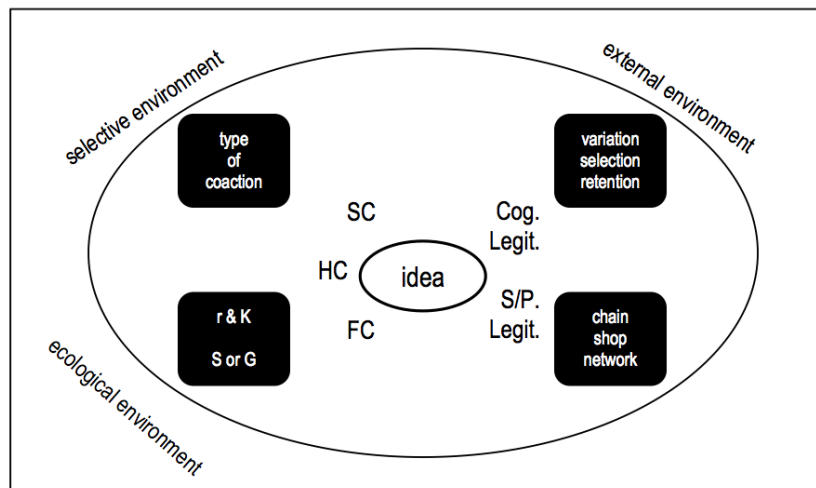 selective environment
external environment
type
of
coaction
variation
selection
retention
SC
Cog.
Legit.
HC
idea
S/P.
Legit.
FC
r & K
S or G
chain
shop
network
ecological environment